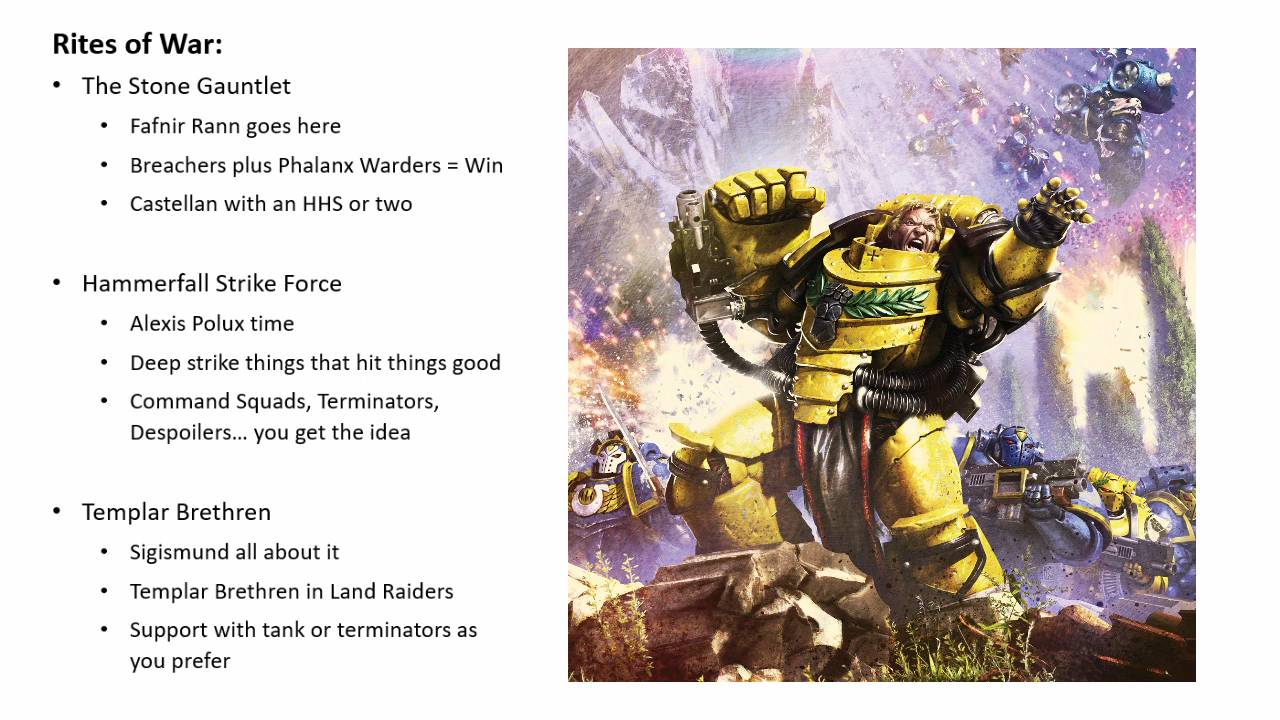 Rites of War:
• The Stone Gauntlet
• Fafnir Rann goes here
• Breachers plus Phalanx Warders = Win
• Castellan with an HHS or two
• Hammerfall Strike Force
• Alexis Polux time
• Deep strike things that hit things good
• Command Squads, Terminators,
Despoilers... you get the idea
• Templar Brethren
• Sigismund all about it
• Templar Brethren in Land Raiders
• Support with tank or terminators as
you prefer